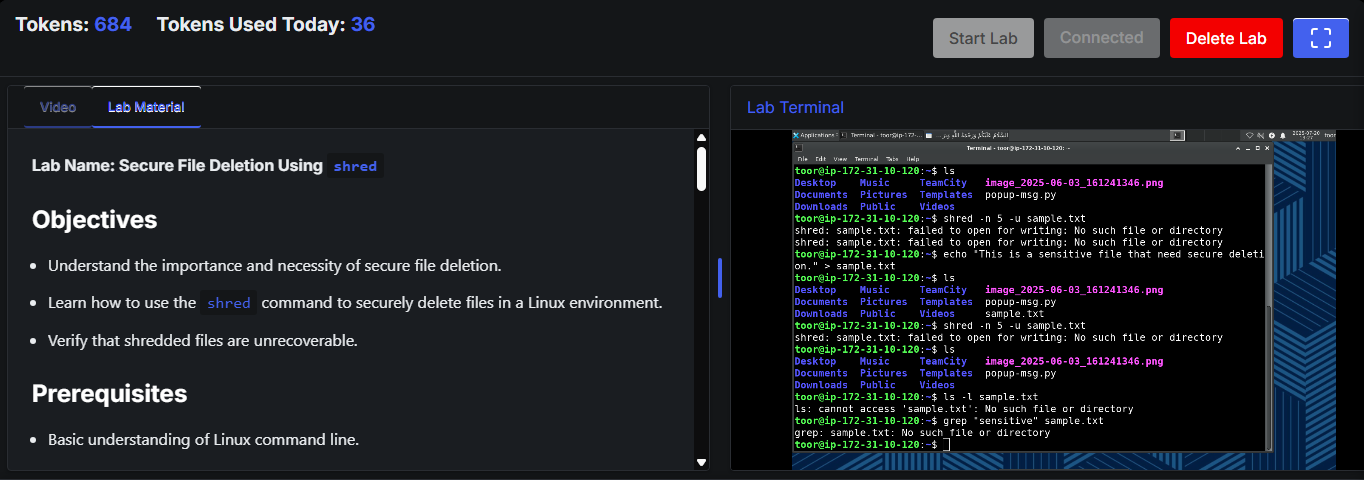 Tokens: 684 Tokens Used Today: 36
Start Lab
Connected
Delete Lab
Video
Lab Material
Lab Name: Secure File Deletion Using shred
Objectives
• Understand the importance and necessity of secure file deletion.
• Learn how to use the shred command to securely delete files in a Linux environment.
• Verify that shredded files are unrecoverable.
Prerequisites
• Basic understanding of Linux command line.
Lab Terminal
Applications
Terminal - toor@ip-172-...
2025-07-20
toor
Terminal - toor@ip-172-31-10-120: ~
File Edit View Terminal Tabs Help
toor@ip-172-31-10-120:~$ ls
Desktop Music TeamCity image_2025-06-03_161241346.png
Documents Pictures Templates popup-msg.py
Downloads Public Videos
toor@ip-172-31-10-120:~$ shred -n 5 -u sample.txt
shred: sample.txt: failed to open for writing: No such file or directory
shred: sample.txt: failed to open for writing: No such file or directory
toor@ip-172-31-10-120:~$ echo "This is a sensitive file that need secure deleti
on." > sample.txt
toor@ip-172-31-10-120:~$ ls
Desktop Music TeamCity image_2025-06-03_161241346.png
Documents Pictures Templates popup-msg.py
Downloads Public Videos sample.txt
toor@ip-172-31-10-120:~$ shred -n 5 -u sample.txt
shred: sample.txt: failed to open for writing: No such file or directory
toor@ip-172-31-10-120:~$ ls
Desktop Music TeamCity image_2025-06-03_161241346.png
Documents Pictures Templates popup-msg.py
Downloads Public Videos
toor@ip-172-31-10-120:~$ ls -l sample.txt
ls: cannot access 'sample.txt': No such file or directory
toor@ip-172-31-10-120:~$ grep "sensitive" sample.txt
grep: sample.txt: No such file or directory
toor@ip-172-31-10-120:~$